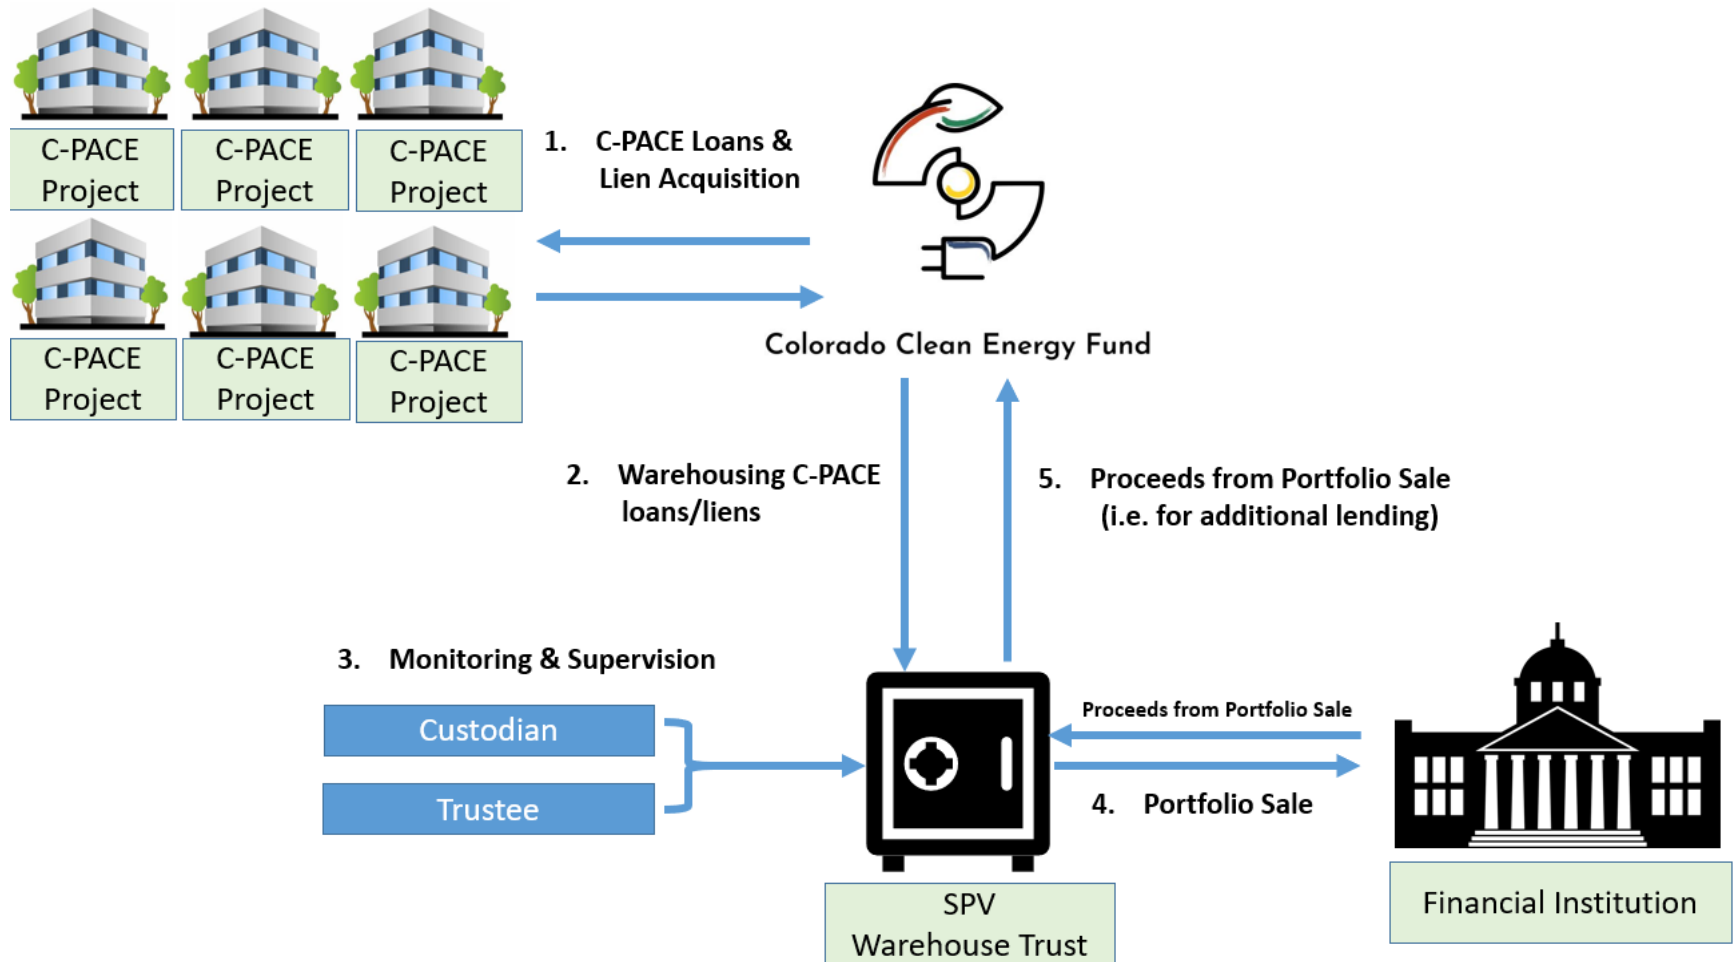 C-PACE
Project
C-PACE
Project
C-PACE
Project
1. C-PACE Loans &
Lien Acquisition
C-PACE
Project
C-PACE
Project
C-PACE
Project
Colorado Clean Energy Fund
2. Warehousing C-PACE
loans/liens
5. Proceeds from Portfolio Sale
(i.e. for additional lending)
3. Monitoring & Supervision
Custodian
Trustee
Proceeds from Portfolio Sale
4. Portfolio Sale
SPV
Warehouse Trust
Financial Institution